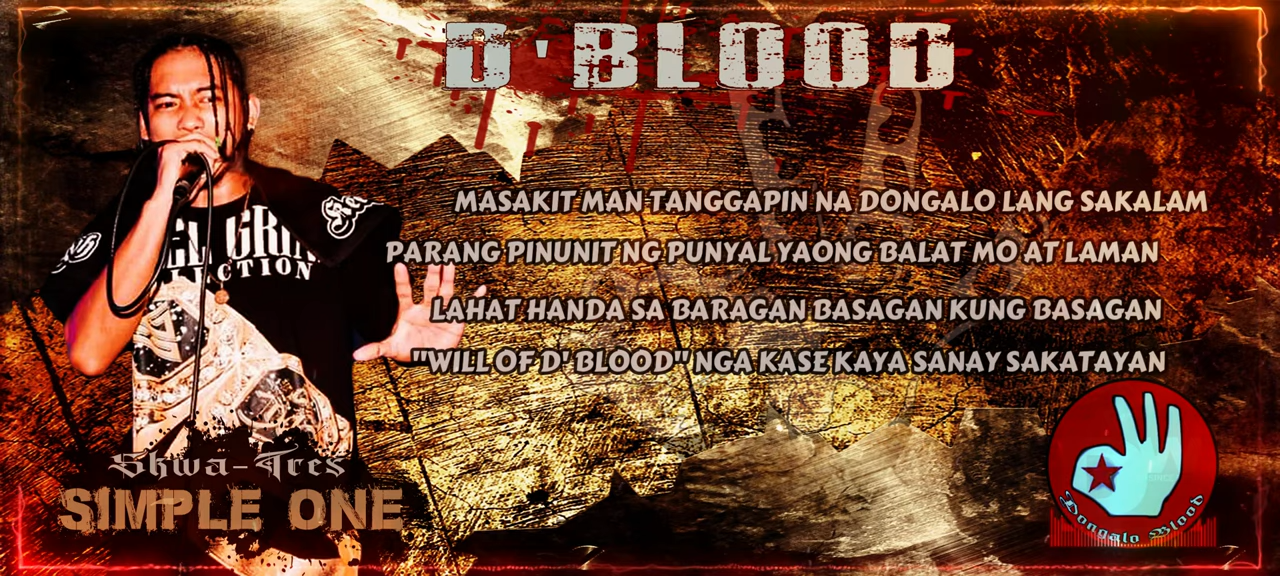 D'BLOOD
MASAKIT MAN TANGGAPIN NA DONGALO LANG SAKALAM
PARANG PINUNIT NG PUNYAL YAONG BALAT MO AT LAMAN
LAHAT HANDA SA BARAGAN BASAGAN KUNG BASAGAN
"WILL OF D' BLOOD" NGA KASE KAYA SANAY SAKATAYAN
Skwa-Tres
SIMPLE ONE
Dongalo Blood